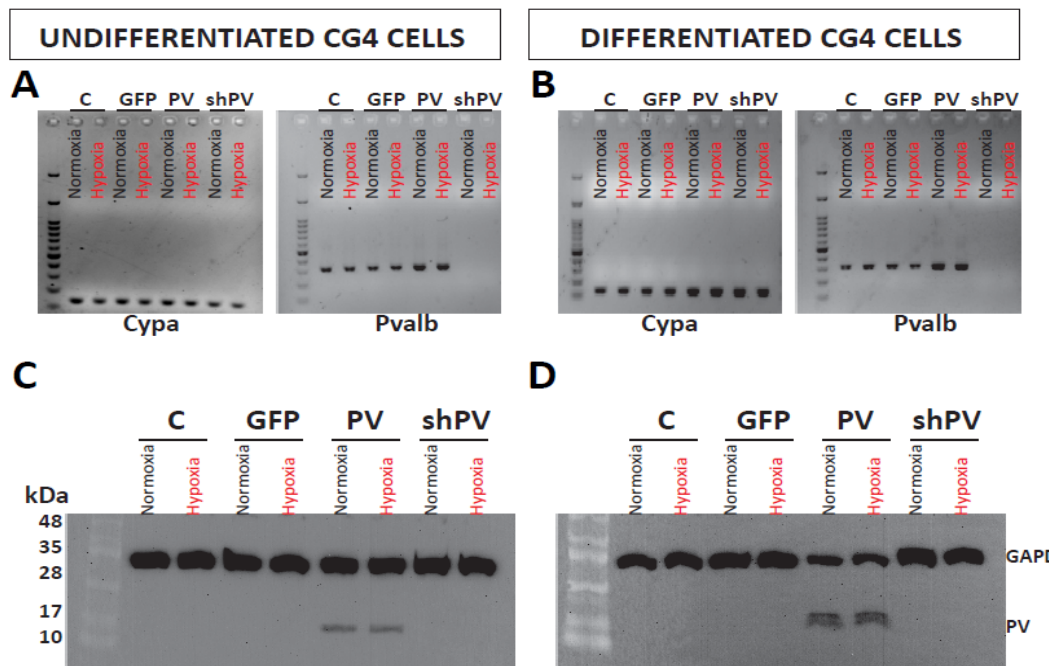 UNDIFFERENTIATED CG4 CELLS
DIFFERENTIATED CG4 CELLS
A
C GFP PV shPV
Normoxia Hypoxia Normoxia Hypoxia Normoxia Hypoxia Normoxia Hypoxia
Cypa
C GFP PV shPV
Normoxia Hypoxia Normoxia Hypoxia Normoxia Hypoxia Normoxia Hypoxia
Pvalb
B
C GFP PV shPV
Normoxia Hypoxia Normoxia Hypoxia Normoxia Hypoxia Normoxia Hypoxia
Cypa
C GFP PV shPV
Normoxia Hypoxia Normoxia Hypoxia Normoxia Hypoxia Normoxia Hypoxia
Pvalb
C
C GFP PV shPV
Normoxia Hypoxia Normoxia Hypoxia Normoxia Hypoxia Normoxia Hypoxia
kDa
48
35
28
17
10
D
C GFP PV shPV
Normoxia Hypoxia Normoxia Hypoxia Normoxia Hypoxia Normoxia Hypoxia
GAPD
PV